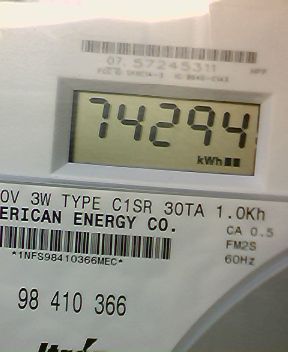 07. 57245311
74294
kWh
0V 3W TYPE C1SR 30TA 1.0Kh
ERICAN ENERGY CO.
CA 0.5
FM2S
*1NFS98410366MEC*
60Hz
98 410 366